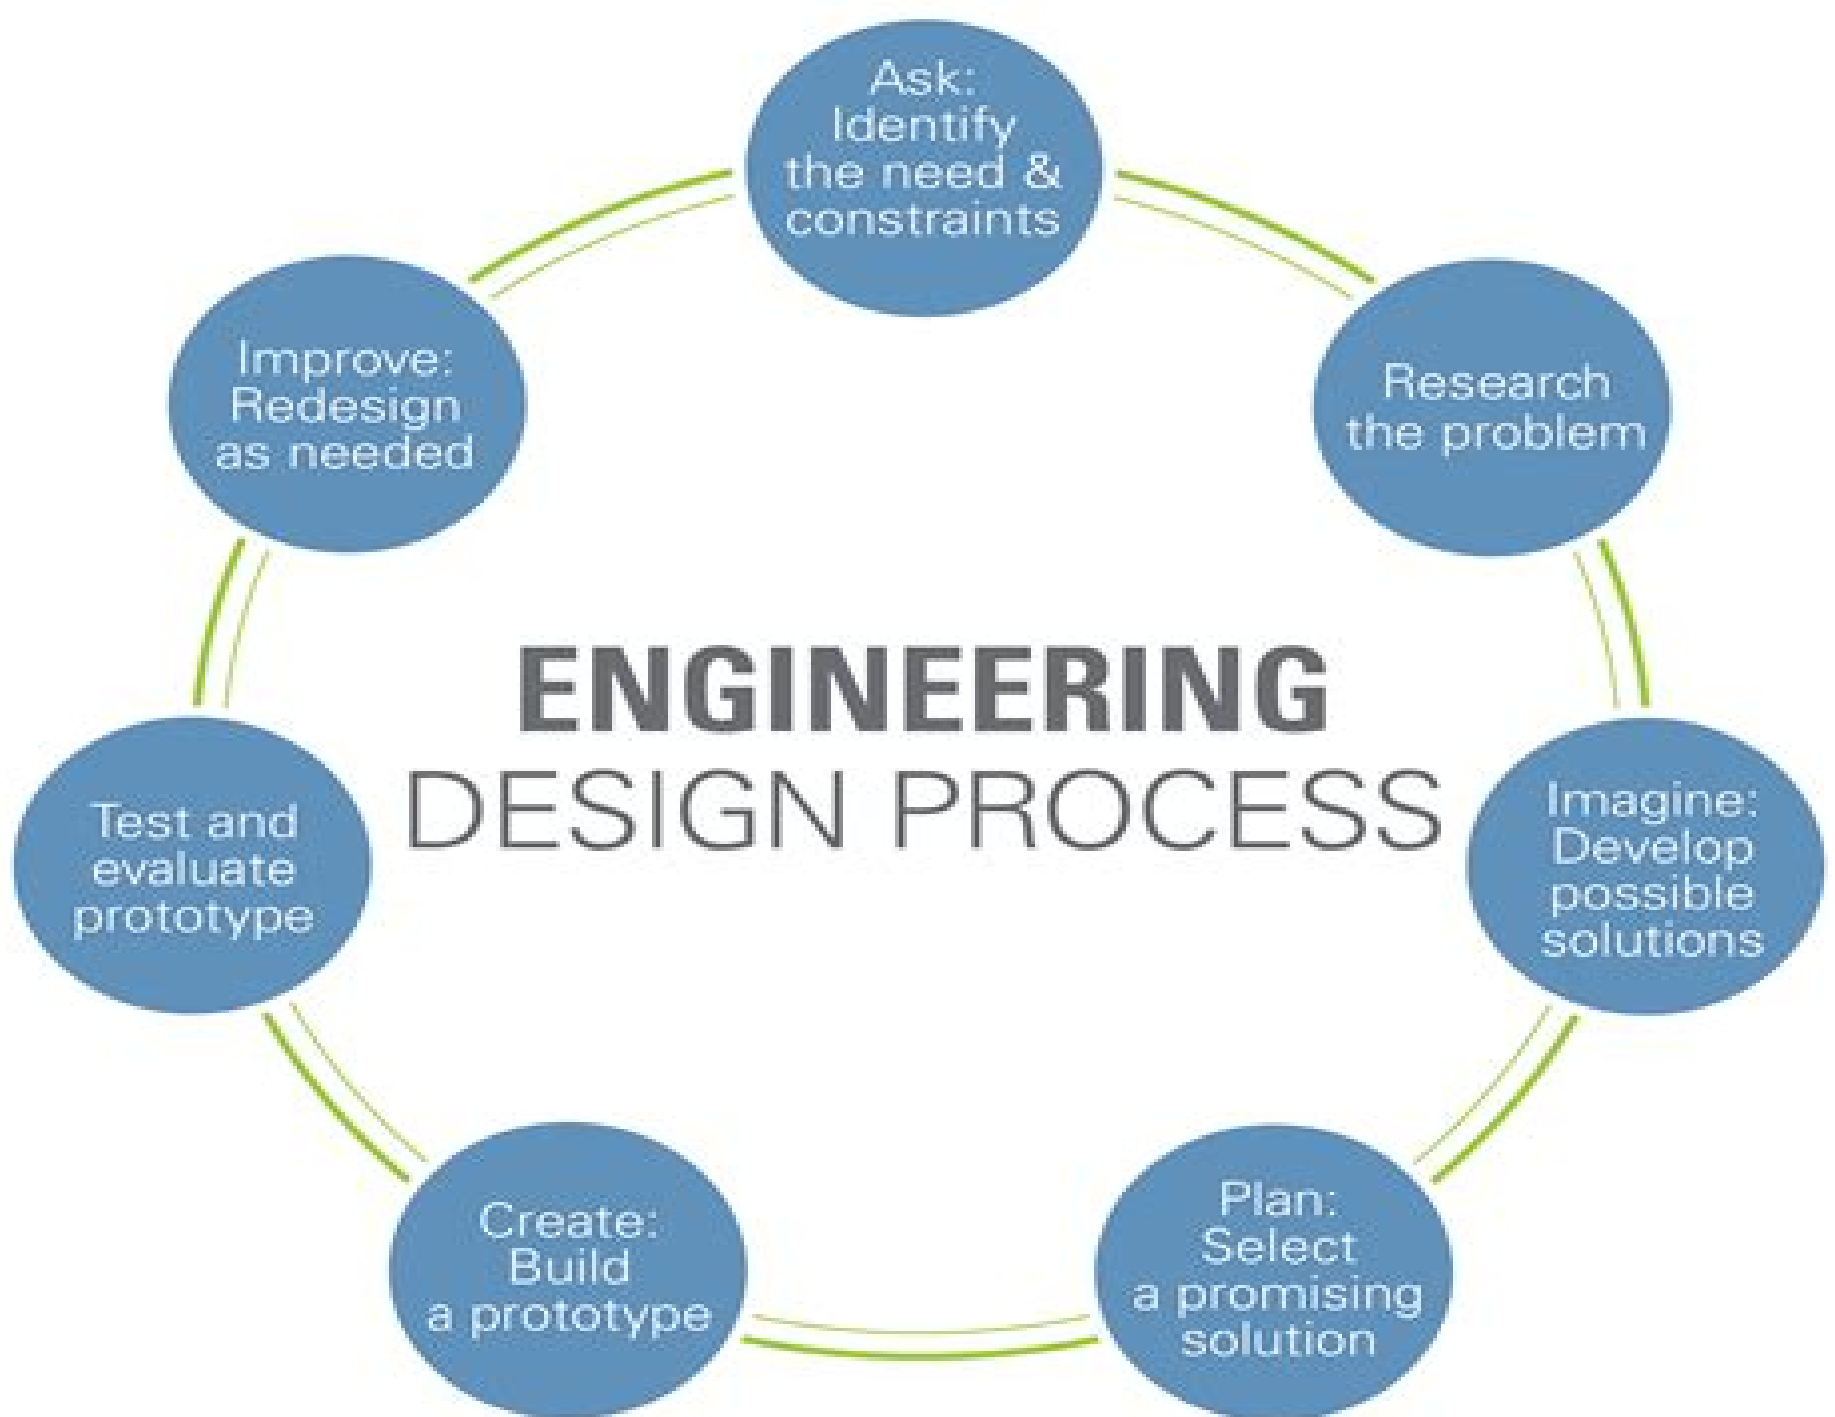 Ask:
Identify
the need &
constraints
Research
the problem
Imagine:
Develop
possible
solutions
Plan:
Select
a promising
solution
Create:
Build
a prototype
Test and
evaluate
prototype
Improve:
Redesign
as needed
ENGINEERING
DESIGN PROCESS